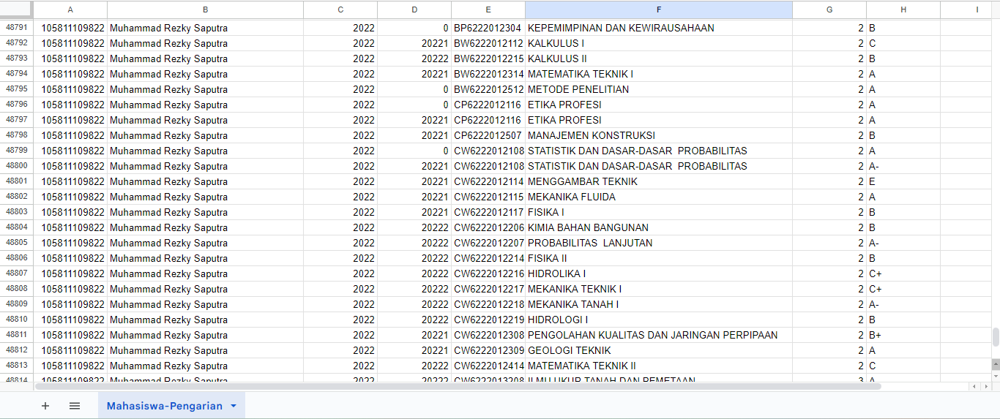 A B C D E F G H I
48791 105811109822 Muhammad Rezky Saputra 2022 0 BP6222012304 KEPEMIMPINAN DAN KEWIRAUSAHAAN 2 B
48792 105811109822 Muhammad Rezky Saputra 2022 20221 BW6222012112 KALKULUS I 2 C
48793 105811109822 Muhammad Rezky Saputra 2022 20222 BW6222012215 KALKULUS II 2 B
48794 105811109822 Muhammad Rezky Saputra 2022 20221 BW6222012314 MATEMATIKA TEKNIK I 2 A
48795 105811109822 Muhammad Rezky Saputra 2022 0 BW6222012512 METODE PENELITIAN 2 A
48796 105811109822 Muhammad Rezky Saputra 2022 0 CP6222012116 ETIKA PROFESI 2 A
48797 105811109822 Muhammad Rezky Saputra 2022 20221 CP6222012116 ETIKA PROFESI 2 A
48798 105811109822 Muhammad Rezky Saputra 2022 20221 CP6222012507 MANAJEMEN KONSTRUKSI 2 B
48799 105811109822 Muhammad Rezky Saputra 2022 0 CW6222012108 STATISTIK DAN DASAR-DASAR PROBABILITAS 2 A
48800 105811109822 Muhammad Rezky Saputra 2022 20221 CW6222012108 STATISTIK DAN DASAR-DASAR PROBABILITAS 2 A-
48801 105811109822 Muhammad Rezky Saputra 2022 20221 CW6222012114 MENGGAMBAR TEKNIK 2 E
48802 105811109822 Muhammad Rezky Saputra 2022 20221 CW6222012115 MEKANIKA FLUIDA 2 A
48803 105811109822 Muhammad Rezky Saputra 2022 20221 CW6222012117 FISIKA I 2 B
48804 105811109822 Muhammad Rezky Saputra 2022 20222 CW6222012206 KIMIA BAHAN BANGUNAN 2 B
48805 105811109822 Muhammad Rezky Saputra 2022 20222 CW6222012207 PROBABILITAS LANJUTAN 2 A-
48806 105811109822 Muhammad Rezky Saputra 2022 20222 CW6222012214 FISIKA II 2 B
48807 105811109822 Muhammad Rezky Saputra 2022 20222 CW6222012216 HIDROLIKA I 2 C+
48808 105811109822 Muhammad Rezky Saputra 2022 20222 CW6222012217 MEKANIKA TEKNIK I 2 C+
48809 105811109822 Muhammad Rezky Saputra 2022 20222 CW6222012218 MEKANIKA TANAH I 2 A-
48810 105811109822 Muhammad Rezky Saputra 2022 20222 CW6222012219 HIDROLOGI I 2 B
48811 105811109822 Muhammad Rezky Saputra 2022 20221 CW6222012308 PENGOLAHAN KUALITAS DAN JARINGAN PERPIPAAN 2 B+
48812 105811109822 Muhammad Rezky Saputra 2022 20221 CW6222012309 GEOLOGI TEKNIK 2 A
48813 105811109822 Muhammad Rezky Saputra 2022 20222 CW6222012414 MATEMATIKA TEKNIK II 2 C
48814 105811109822 Muhammad Rezky Saputra 2022 20222 CW6222013208 ILMU UKUR TANAH DAN PEMETAAN 3 A
Mahasiswa-Pengarian